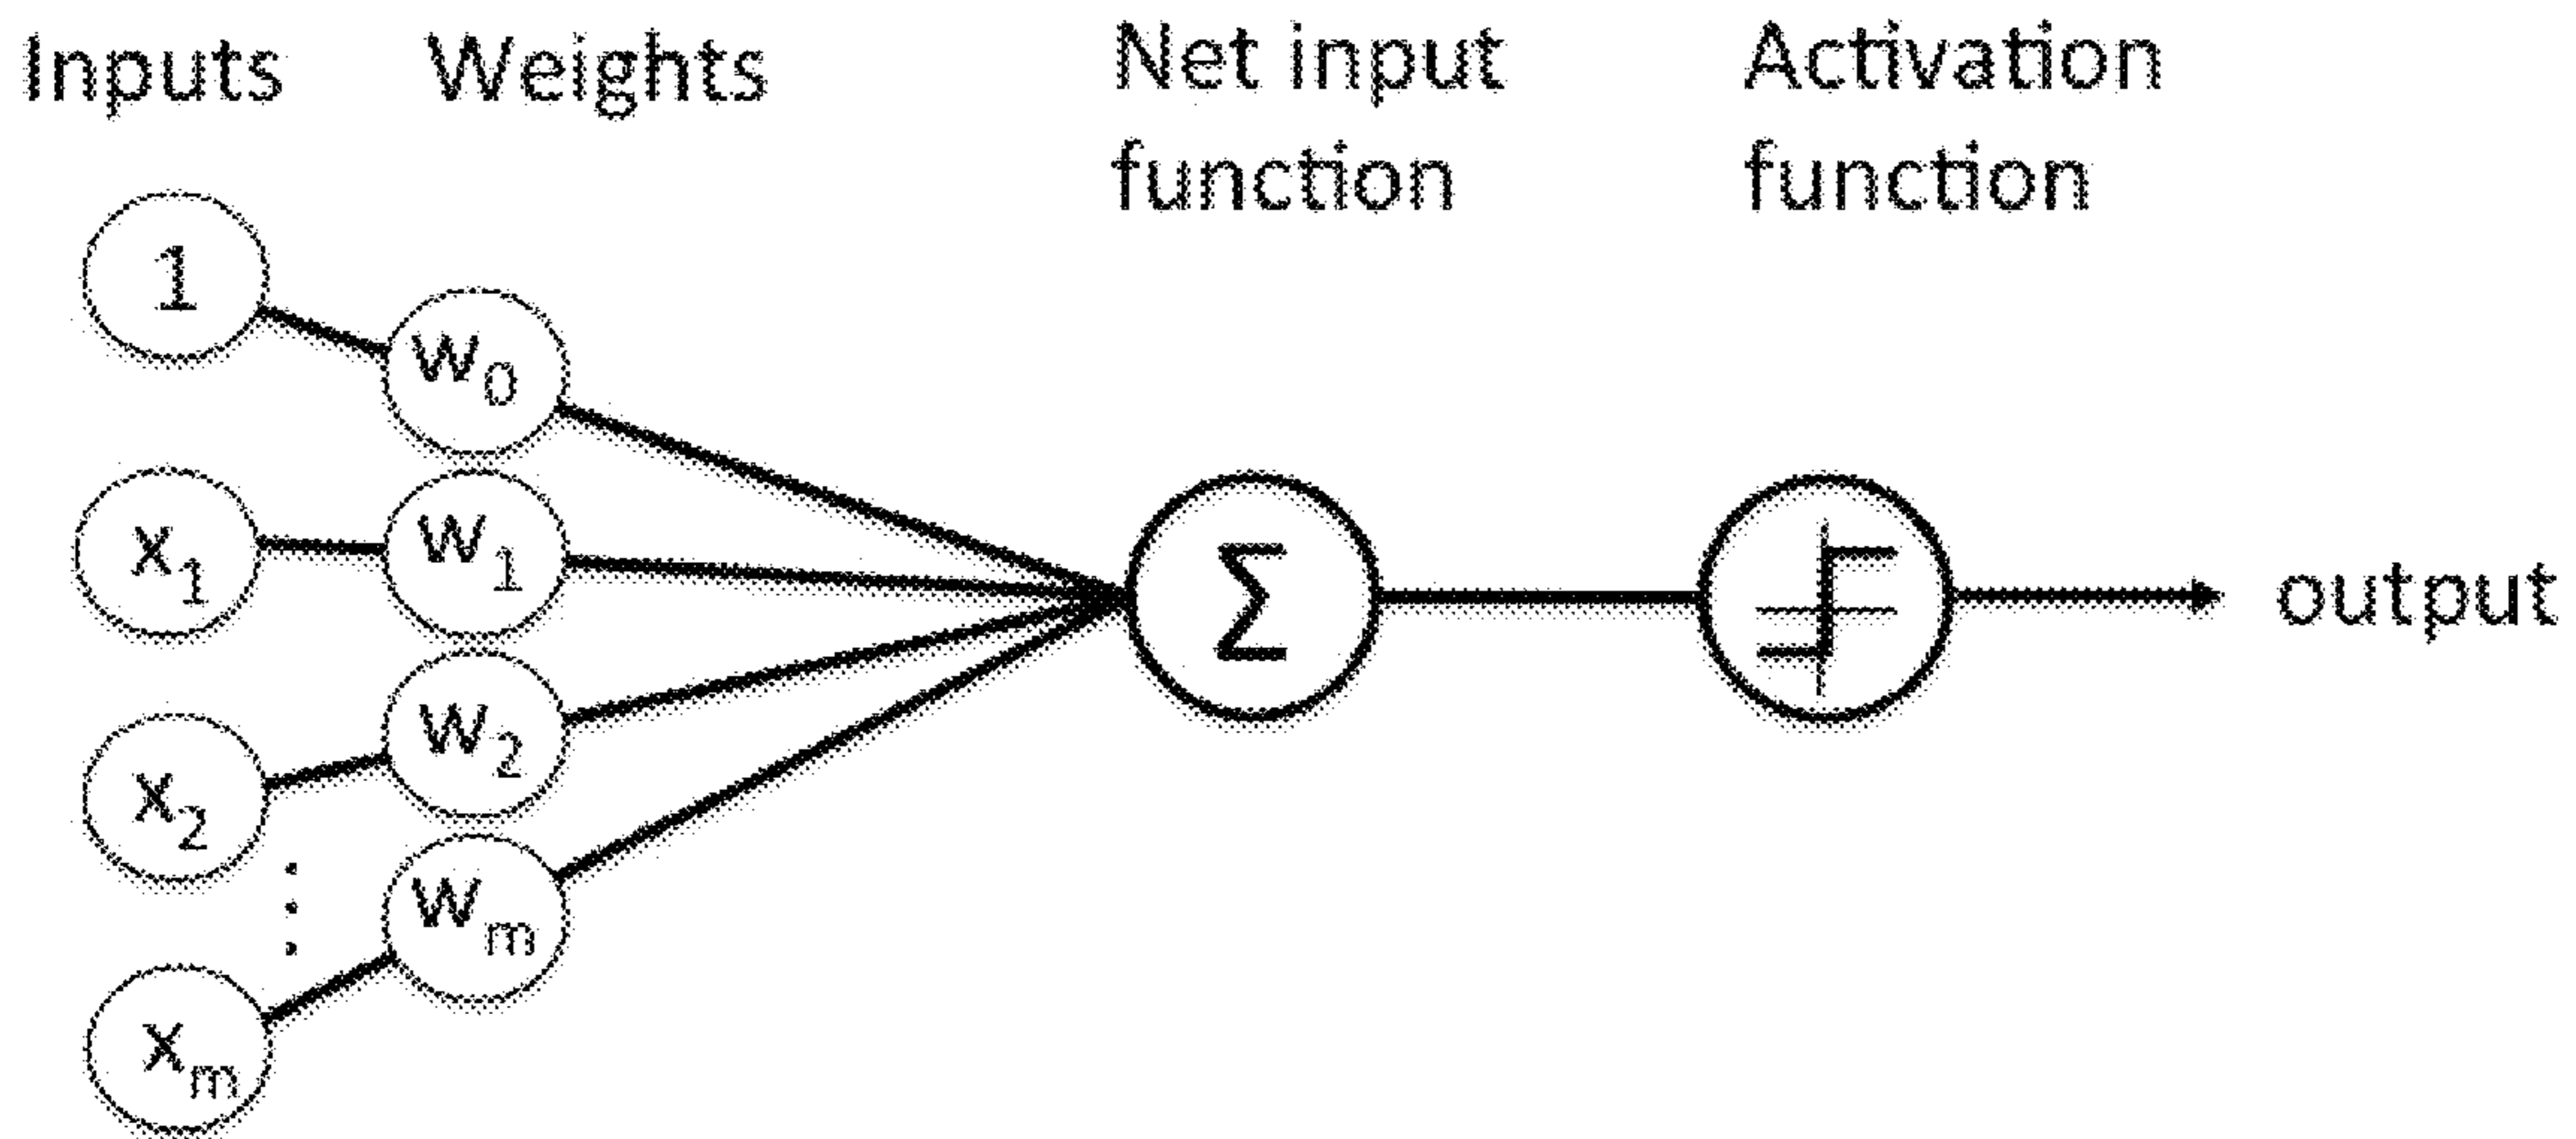 Inputs
Weights
Net input
function
Activation
function
1
w0
x1
w1
x2
w2
xm
wm
Σ
output